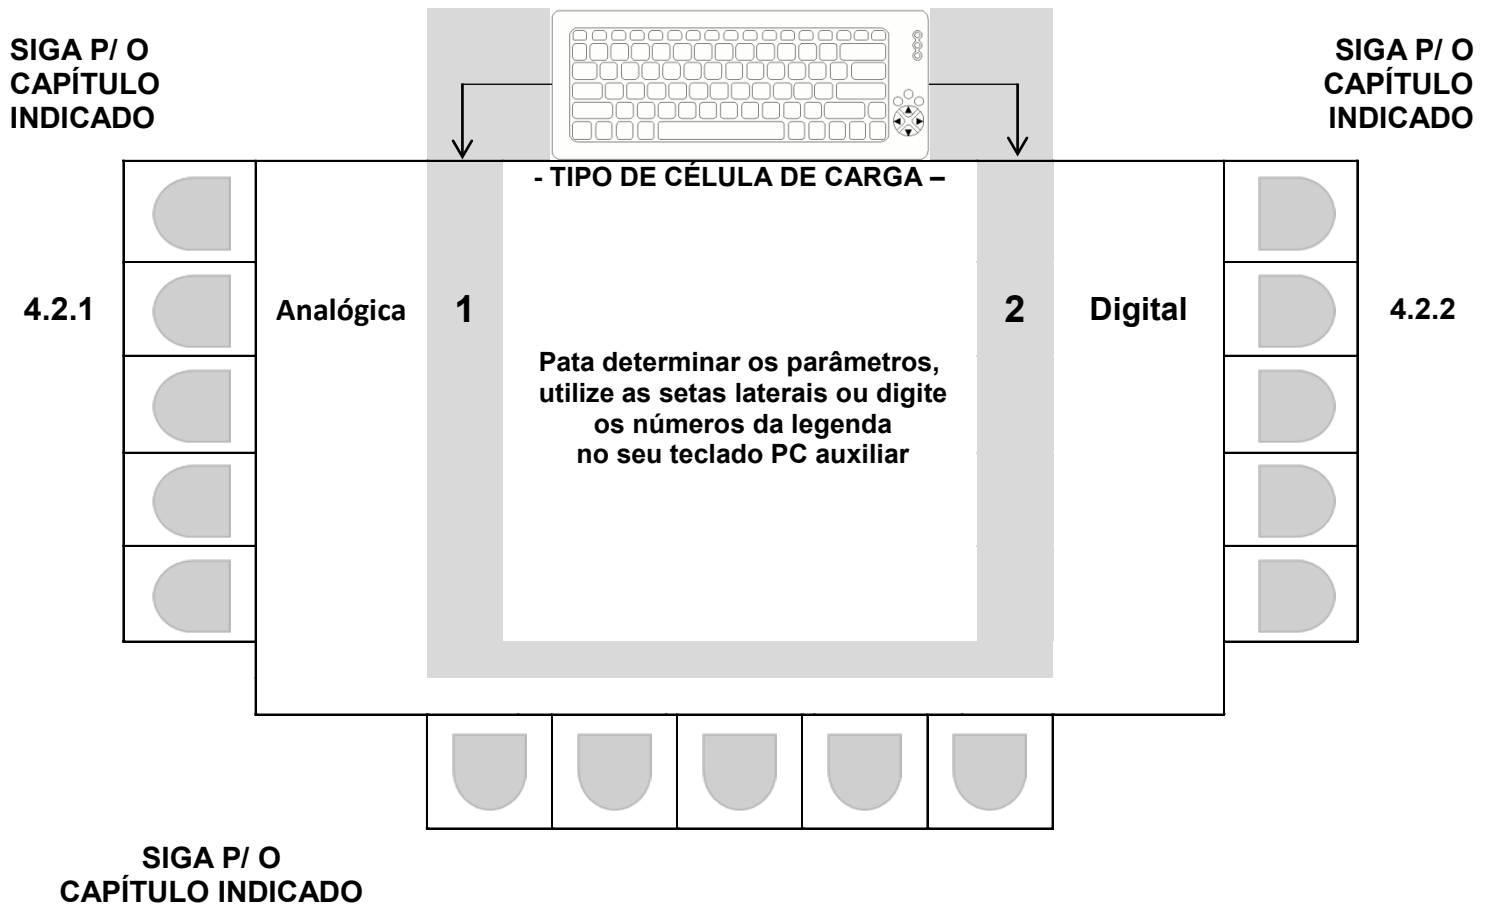 SIGA P/ O
CAPÍTULO
INDICADO
SIGA P/ O
CAPÍTULO
INDICADO
- TIPO DE CÉLULA DE CARGA –
4.2.1 Analógica 1 2 Digital 4.2.2
Pata determinar os parâmetros,
utilize as setas laterais ou digite
os números da legenda
no seu teclado PC auxiliar
SIGA P/ O
CAPÍTULO INDICADO